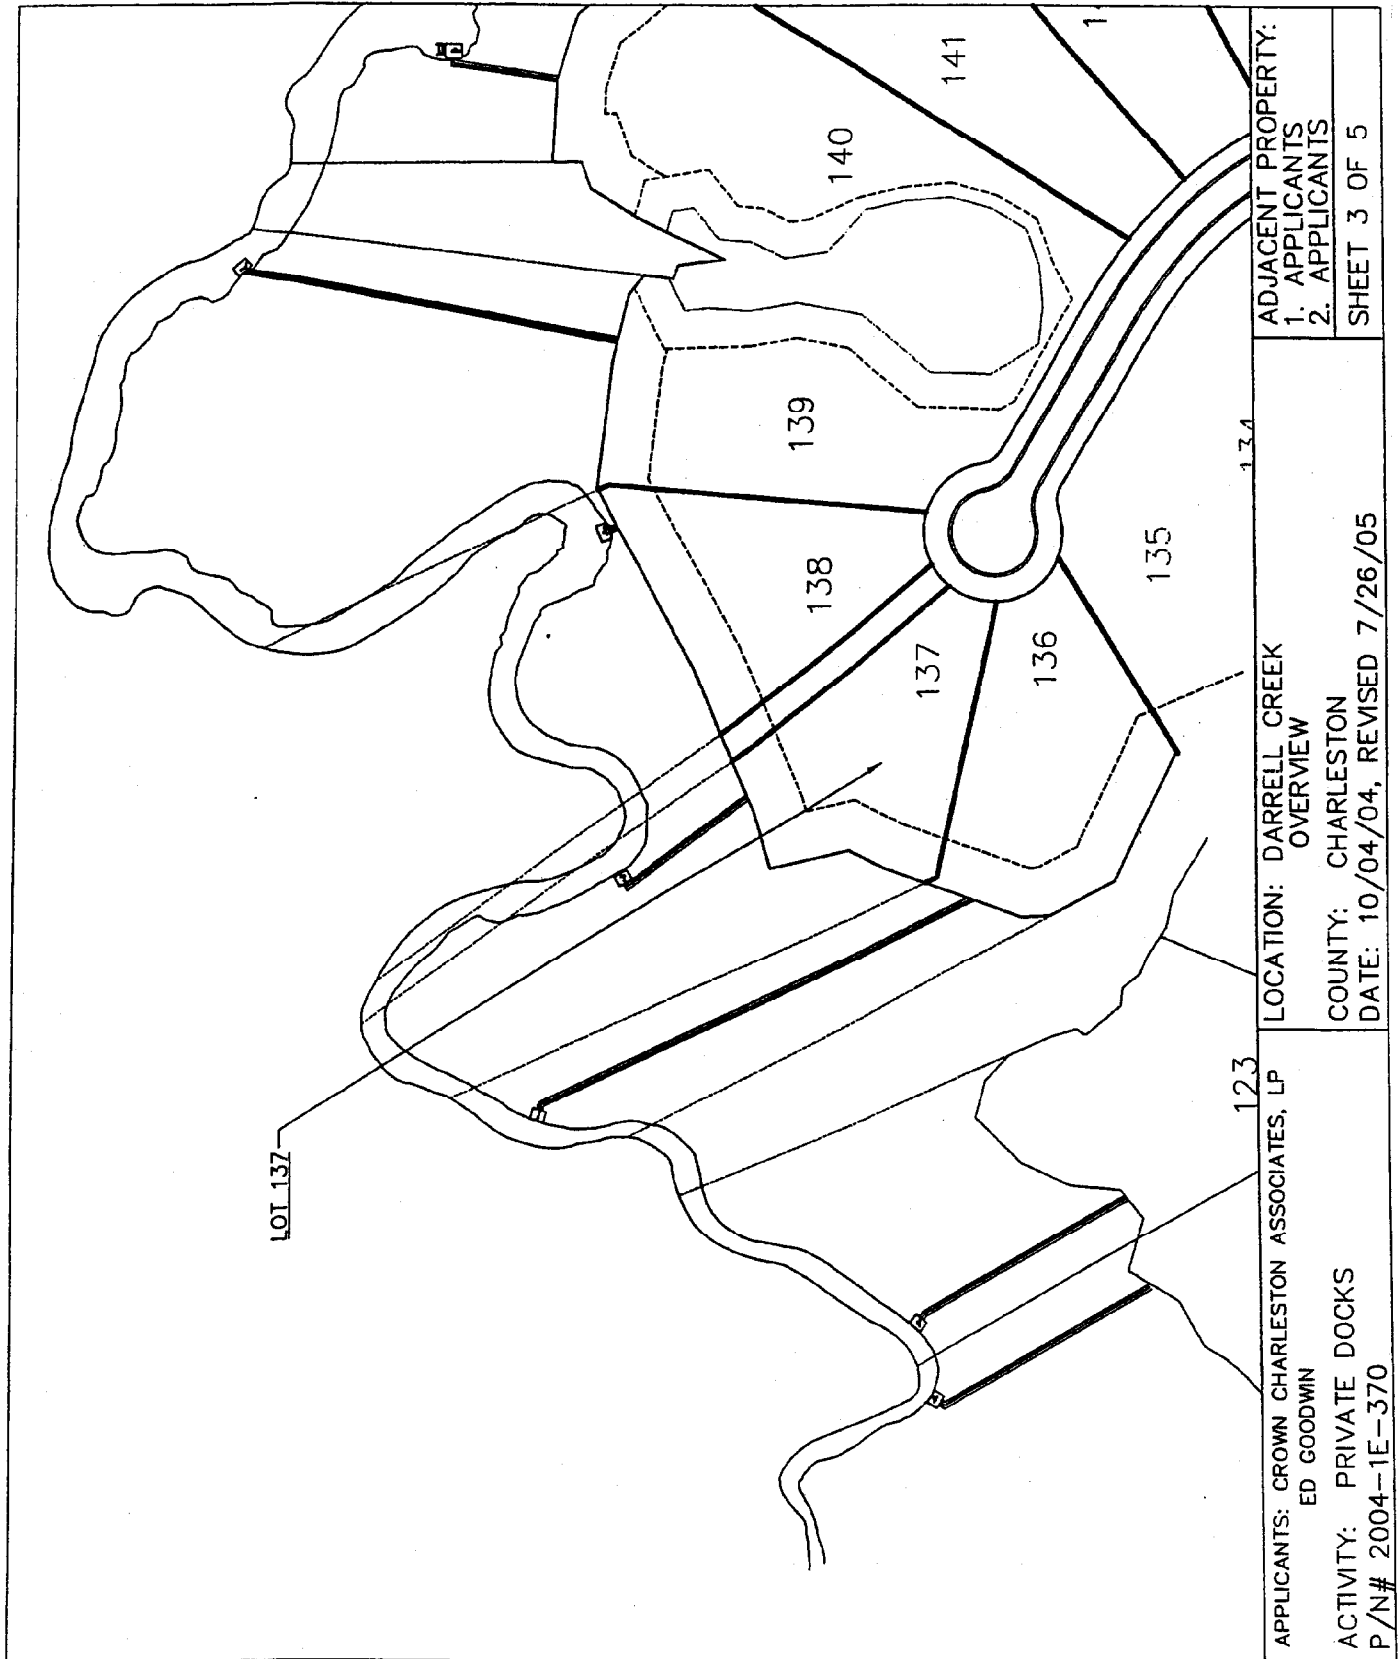 LOT 137
141
140
139
138
137
136
135
123
APPLICANTS: CROWN CHARLESTON ASSOCIATES, LP
ED GOODWIN
ACTIVITY: PRIVATE DOCKS
P/N# 2004-1E-370
LOCATION: DARRELL CREEK
OVERVIEW
COUNTY: CHARLESTON
DATE: 10/04/04, REVISED 7/26/05
ADJACENT PROPERTY:
1. APPLICANTS
2. APPLICANTS
SHEET 3 OF 5